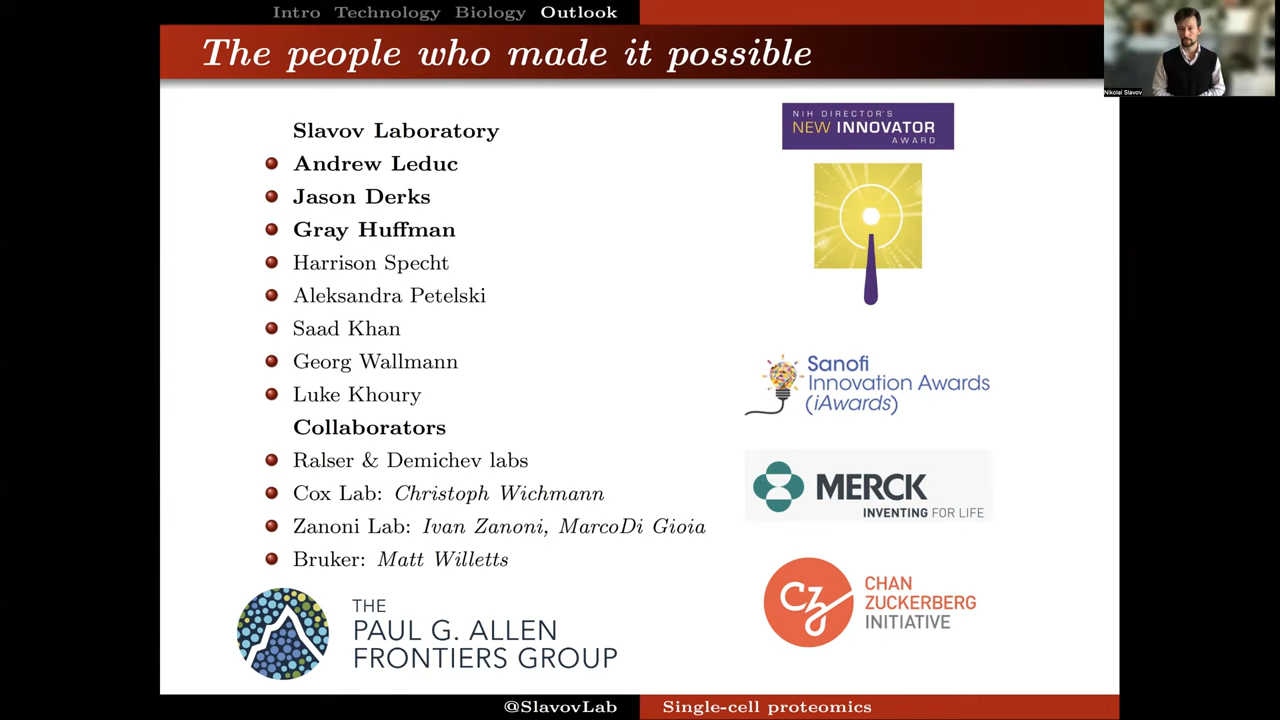 Intro Technology Biology Outlook
The people who made it possible
Nikolai Slavov
Slavov Laboratory
Andrew Leduc
Jason Derks
Gray Huffman
Harrison Specht
Aleksandra Petelski
Saad Khan
Georg Wallmann
Luke Khoury
Collaborators
Ralser & Demichev labs
Cox Lab: Christoph Wichmann
Zanoni Lab: Ivan Zanoni, MarcoDi Gioia
Bruker: Matt Willetts
THE
PAUL G. ALLEN
FRONTIERS GROUP
NIH DIRECTOR'S
NEW INNOVATOR
AWARD
Sanofi
Innovation Awards
(iAwards)
MERCK
INVENTING FOR LIFE
CZ
CHAN
ZUCKERBERG
INITIATIVE
@SlavovLab
Single-cell proteomics